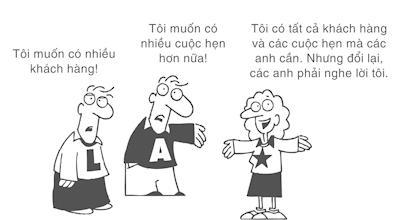 Tôi muốn có nhiều
khách hàng!
Tôi muốn có
nhiều cuộc hẹn
hơn nữa!
Tôi có tất cả khách hàng
và các cuộc hẹn mà các
anh cần. Nhưng đổi lại,
các anh phải nghe lời tôi.
L
A